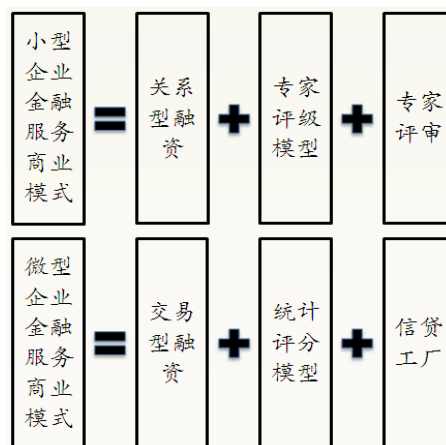 小型
企业
金融
服务
商业
模式
=
关系
型融
资
+
专家
评级
模型
+
专家
评审
微型
企业
金融
服务
商业
模式
=
交易
型融
资
+
统计
评分
模型
+
信贷
工厂